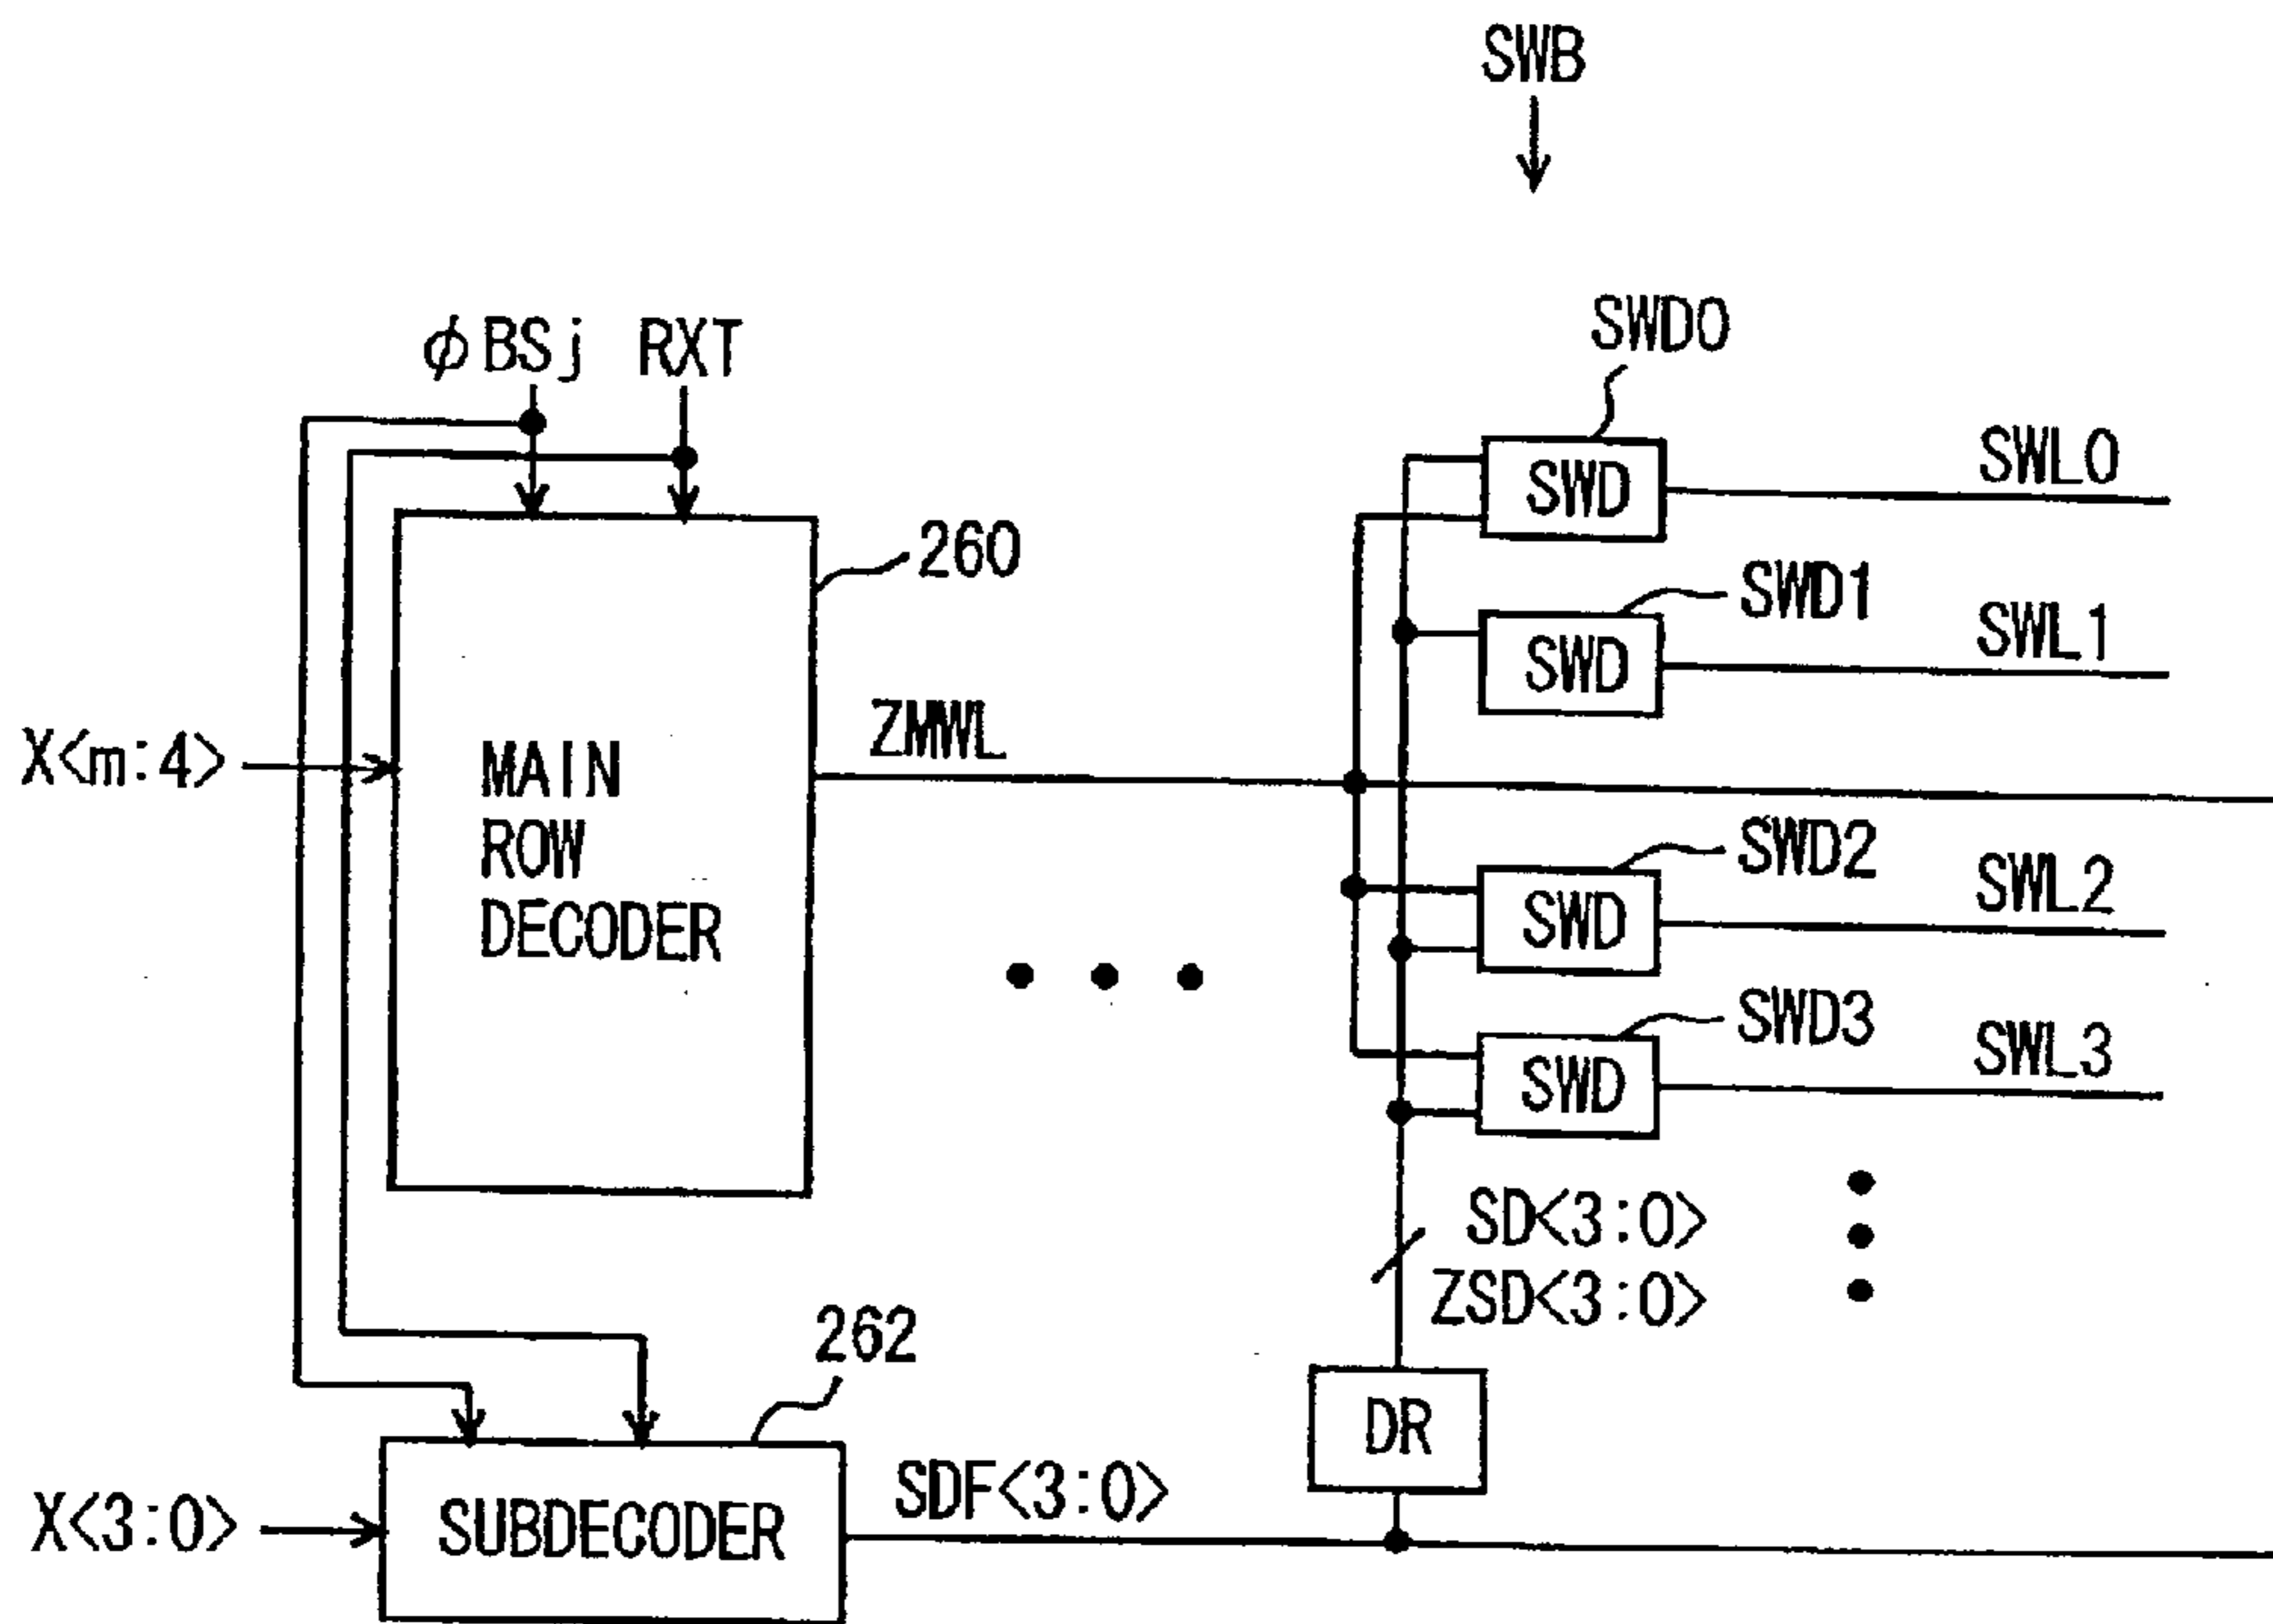 SWB
φBSj RXT
SWD0
SWD
SWL0
260
SWD1
SWD
SWL1
X<m:4>
MAIN
ROW
DECODER
ZMWL
SWD2
SWD
SWL2
SWD3
SWD
SWL3
SD<3:0>
ZSD<3:0>
262
DR
X<3:0>
SUBDECODER
SDF<3:0>